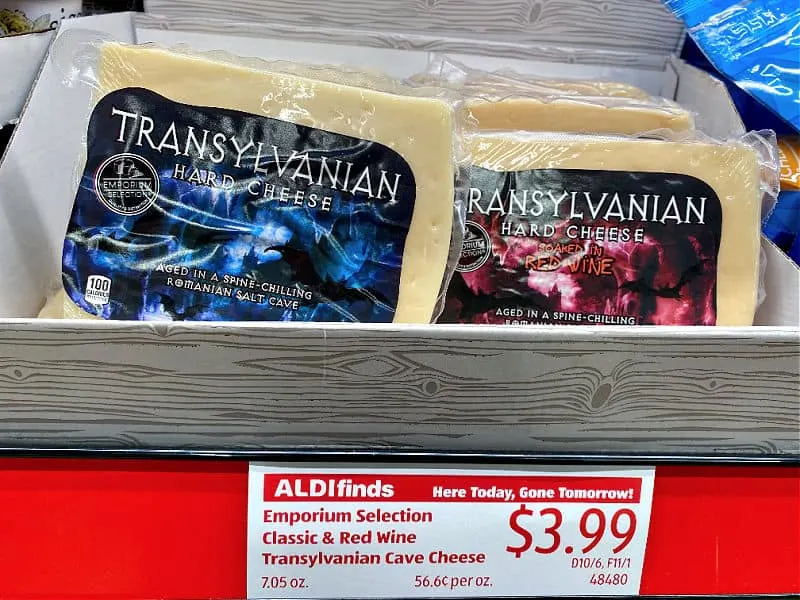 TRANSYLVANIAN
HARD CHEESE
EMPORIUM
SELECTION
AGED IN A SPINE-CHILLING
ROMANIAN SALT CAVE
100
CALORIES
RANSYLVANIAN
HARD CHEESE
SOAKED IN
RED WINE
AGED IN A SPINE-CHILLING
ALDIfinds
Here Today, Gone Tomorrow!
Emporium Selection
Classic & Red Wine
Transylvanian Cave Cheese
$3.99
D10/6, F11/1
7.05 oz.
56.6¢ per oz.
48480